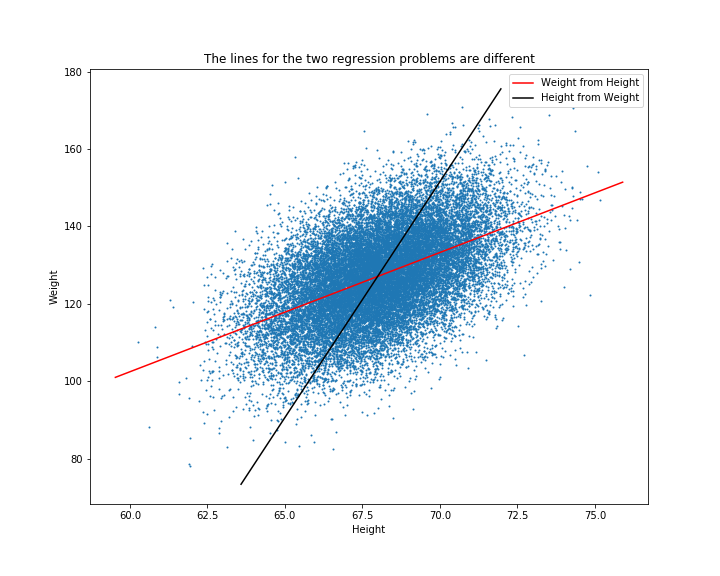 The lines for the two regression problems are different
Weight from Height
Height from Weight
180
160
140
120
100
80
Weight
60.0 62.5 65.0 67.5 70.0 72.5 75.0
Height